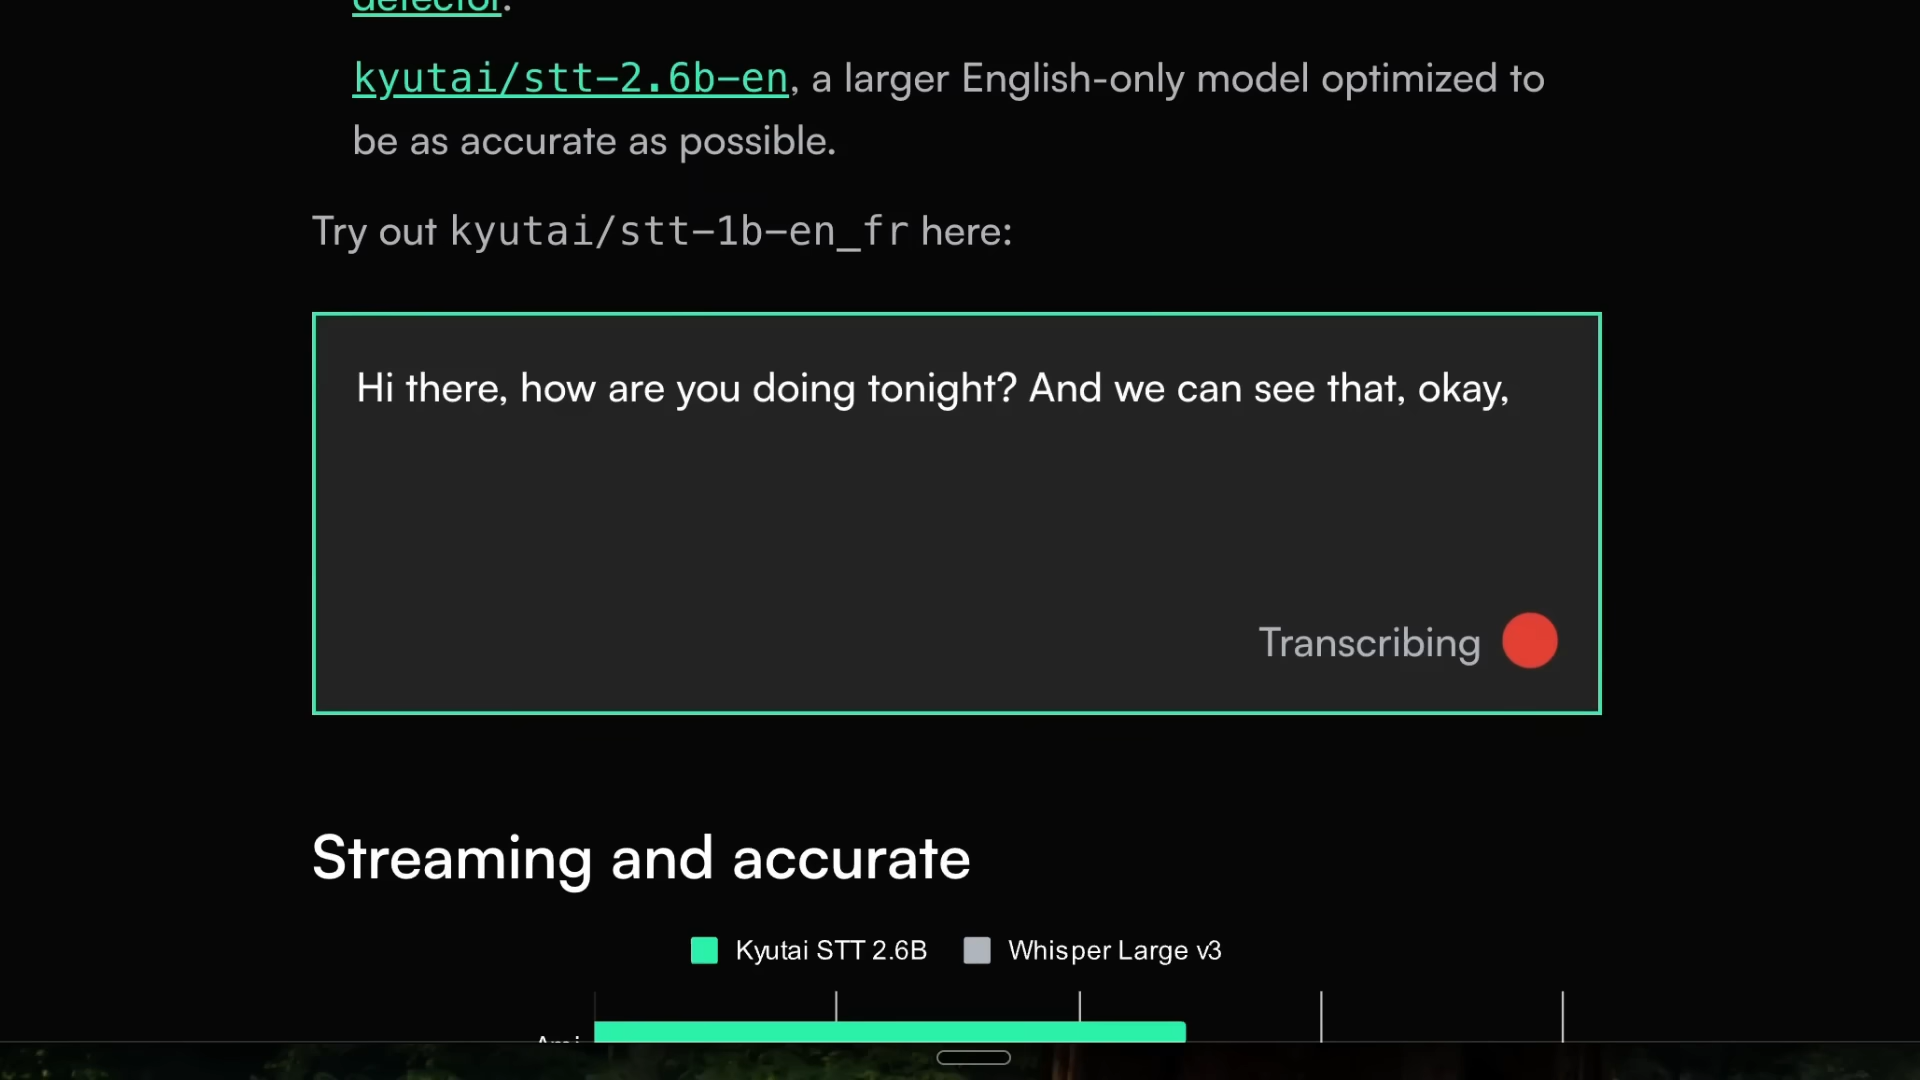 detector.
kyutai/stt-2.6b-en, a larger English-only model optimized to
be as accurate as possible.
Try out kyutai/stt-1b-en_fr here:
Hi there, how are you doing tonight? And we can see that, okay,
Transcribing
Streaming and accurate
Kyutai STT 2.6B
Whisper Large v3